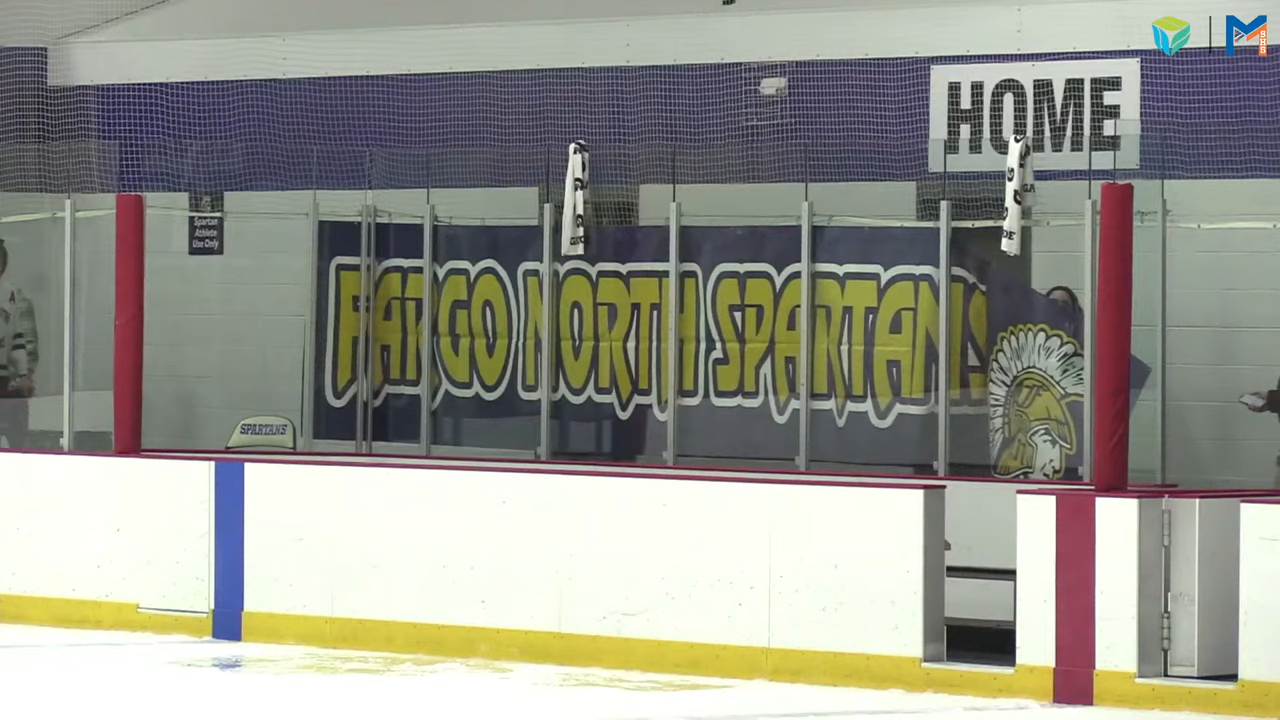 HOME
Spartan
Athlete
Use Only
FARGO NORTH SPARTANS
SPARTANS
A